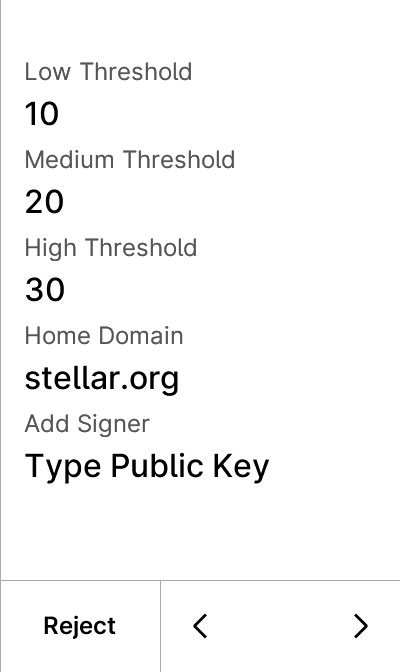 Low Threshold
10
Medium Threshold
20
High Threshold
30
Home Domain
stellar.org
Add Signer
Type Public Key
Reject